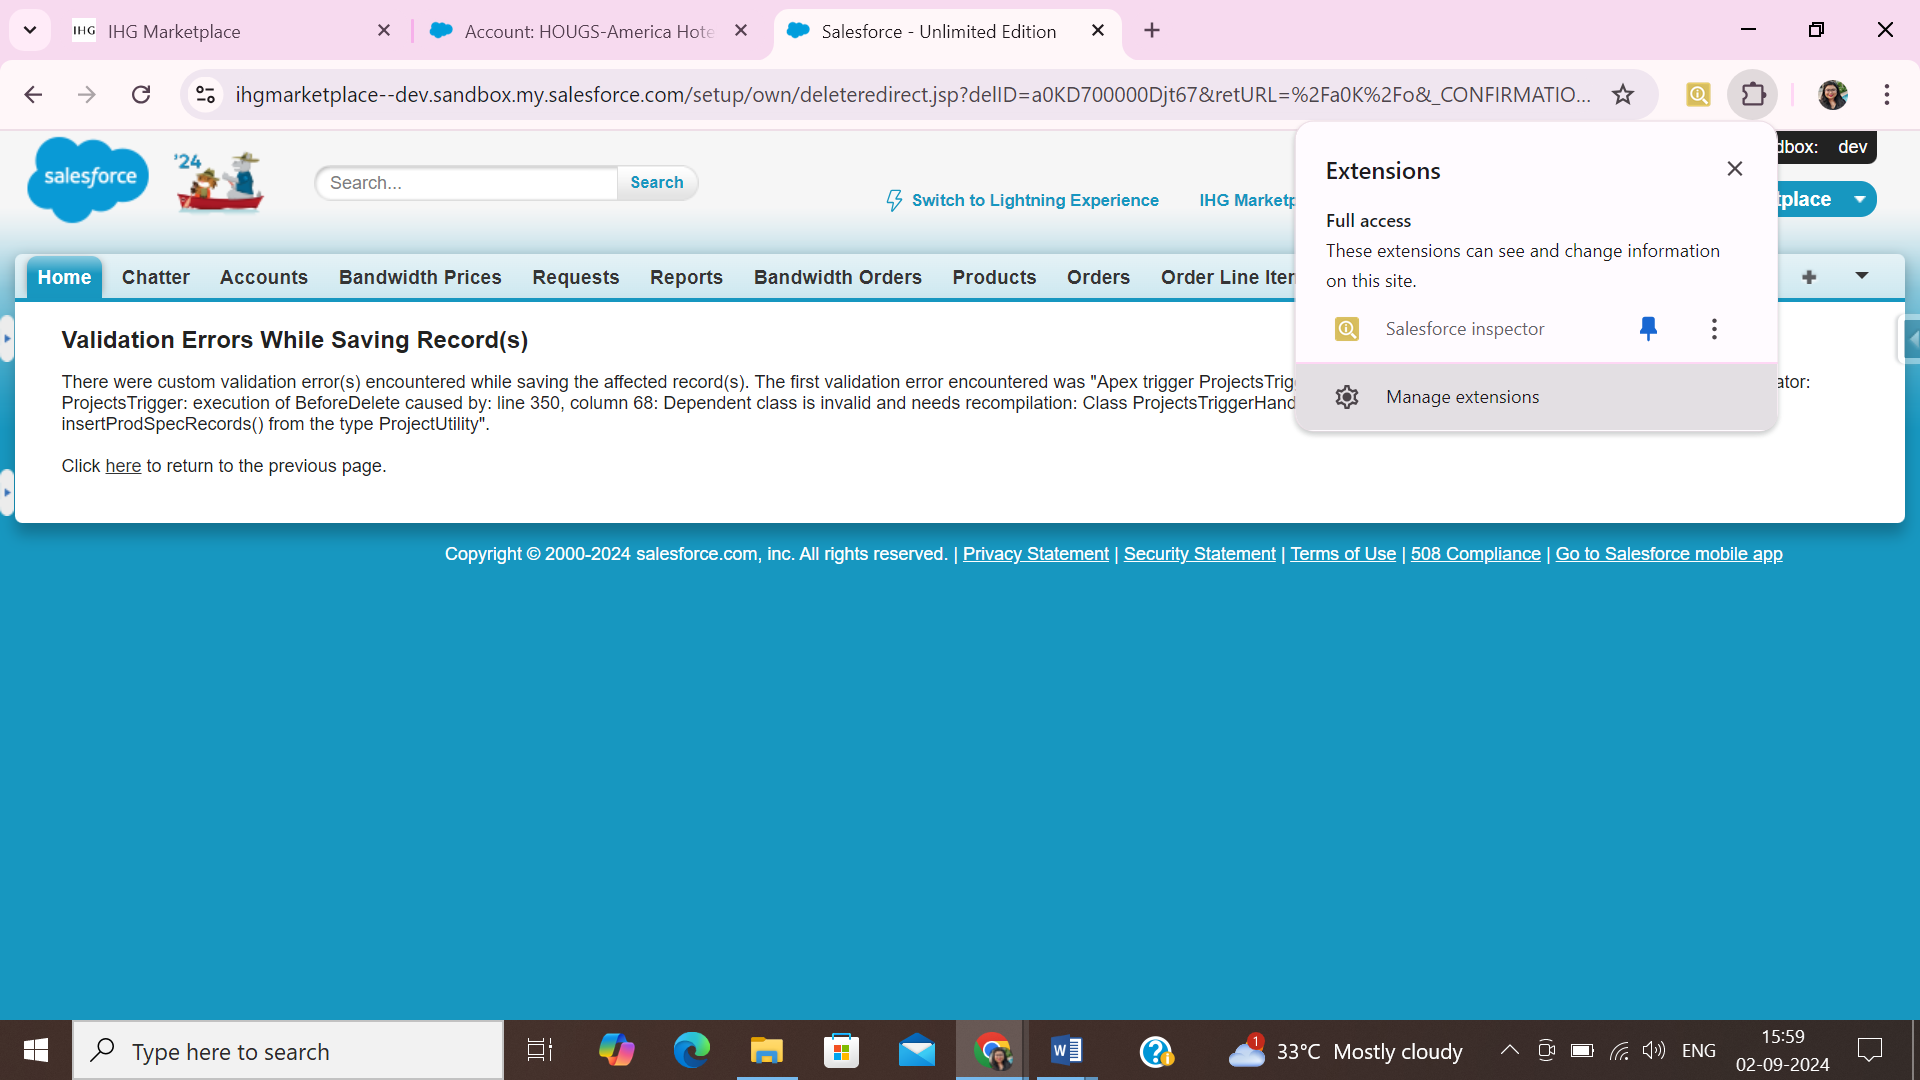 IHG IHG Marketplace
Account: HOUGS-America Hote
Salesforce - Unlimited Edition
ihgmarketplace--dev.sandbox.my.salesforce.com/setup/own/deleteredirect.jsp?delID=a0KD700000Djt67&retURL=%2Fa0K%2Fo&_CONFIRMATIO...
salesforce
'24
Search...
Search
Switch to Lightning Experience
IHG Marketp
dbox: dev
tplace
Extensions
Full access
These extensions can see and change information
on this site.
Salesforce inspector
Manage extensions
Home Chatter Accounts Bandwidth Prices Requests Reports Bandwidth Orders Products Orders Order Line Iter
Validation Errors While Saving Record(s)
There were custom validation error(s) encountered while saving the affected record(s). The first validation error encountered was "Apex trigger ProjectsTrig ator:
ProjectsTrigger: execution of BeforeDelete caused by: line 350, column 68: Dependent class is invalid and needs recompilation: Class ProjectsTriggerHand
insertProdSpecRecords() from the type ProjectUtility".
Click here to return to the previous page.
Copyright © 2000-2024 salesforce.com, inc. All rights reserved. | Privacy Statement | Security Statement | Terms of Use | 508 Compliance | Go to Salesforce mobile app
Type here to search
1
33°C Mostly cloudy
ENG
15:59
02-09-2024